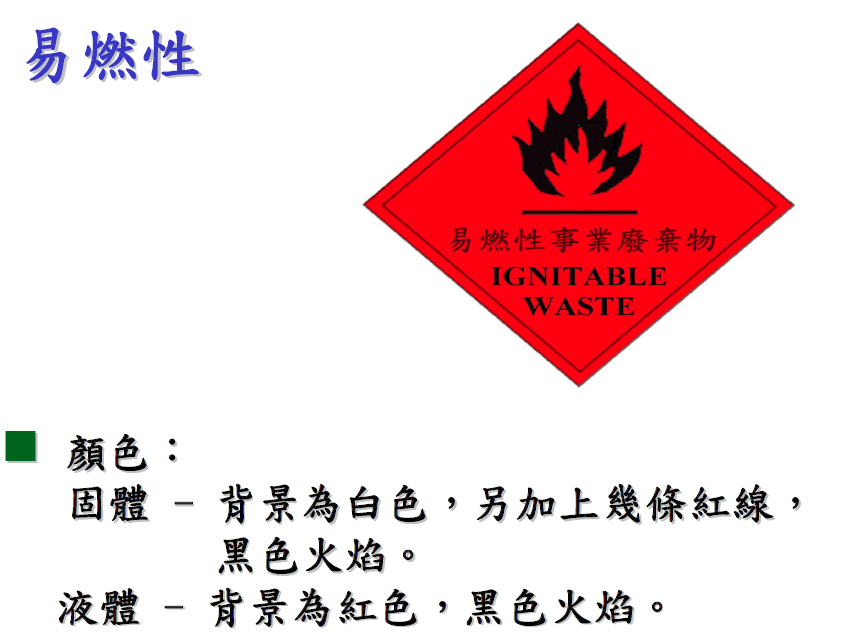 易燃性
易燃性事業廢棄物
IGNITABLE
WASTE
顏色：
固體 － 背景為白色，另加上幾條紅線，
黑色火焰。
液體 － 背景為紅色，黑色火焰。